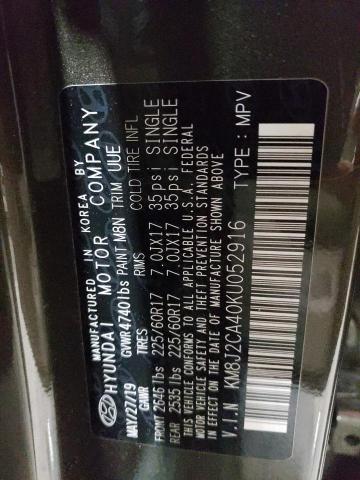 MANUFACTURED IN KOREA BY
HYUNDAI MOTOR COMPANY
MAY/27/19 GVWR 4740lbs PAINT M8N TRIM UUE
GAWR TIRES RIMS COLD TIRE INFL
FRONT 2646 lbs 225/60R17 7.0JX17 35psi SINGLE
REAR 2535 lbs 225/60R17 7.0JX17 35psi SINGLE
THIS VEHICLE CONFORMS TO ALL APPLICABLE U.S.A. FEDERAL
MOTOR VEHICLE SAFETY AND THEFT PREVENTION STANDARDS
IN EFFECT ON THE DATE OF MANUFACTURE SHOWN ABOVE
V.I.N. KM8J2CA40KU052916 TYPE: MPV